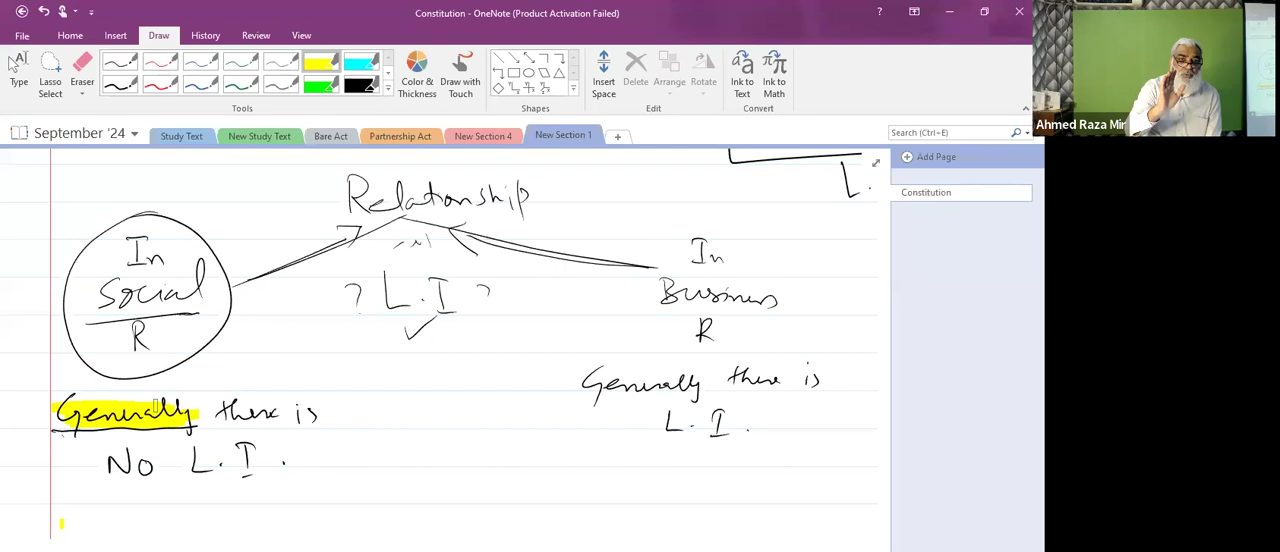 Constitution - OneNote (Product Activation Failed)
File Home Insert Draw History Review View
Type
Lasso Select
Eraser
Color & Thickness
Draw with Touch
Insert Space
Delete
Arrange
Rotate
Ink to Text
Ink to Math
Tools
Shapes
Edit
Convert
Ahmed Raza Mir
September '24
Study Text
New Study Text
Bare Act
Partnership Act
New Section 4
New Section 1
Search (Ctrl+E)
Add Page
Constitution
L.
Relationship
In
Social
R
? L.I ?
In
Business
R
Generally there is
L.I.
Generally there is
No L.I.